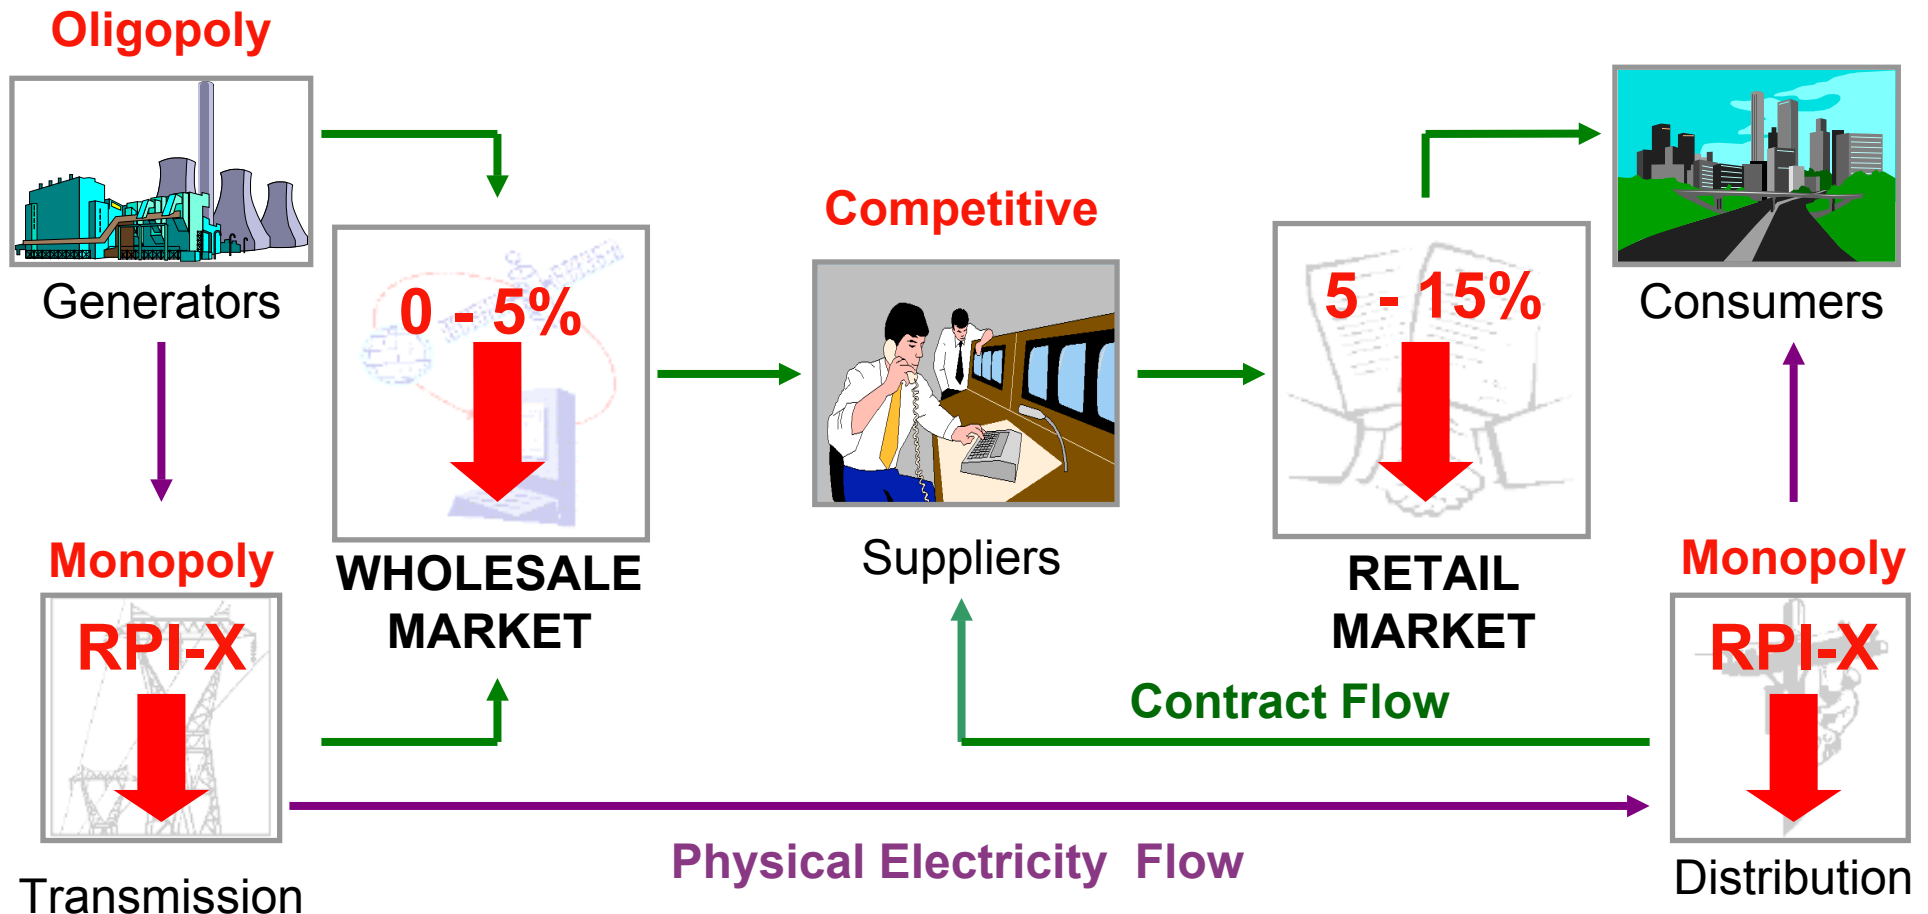 Oligopoly
Generators
Monopoly
RPI-X
Transmission
0 - 5%
WHOLESALE
MARKET
Competitive
Suppliers
5 - 15%
RETAIL
MARKET
Contract Flow
Physical Electricity Flow
Consumers
Monopoly
RPI-X
Distribution